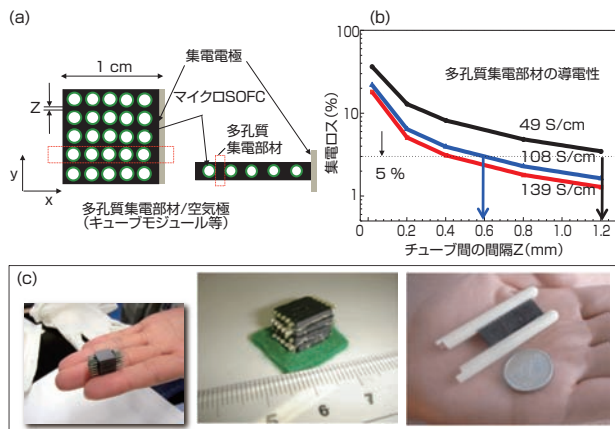 (a)
1 cm
集電電極
マイクロSOFC
Z
多孔質
集電部材
y
x
多孔質集電部材/空気極
(キューブモジュール等)
(b)
集電ロス(%)
100
10
1
多孔質集電部材の導電性
49 S/cm
108 S/cm
139 S/cm
5 %
0
0.2
0.4
0.6
0.8
1.0
1.2
チューブ間の間隔Z(mm)
(c)
5
6
7